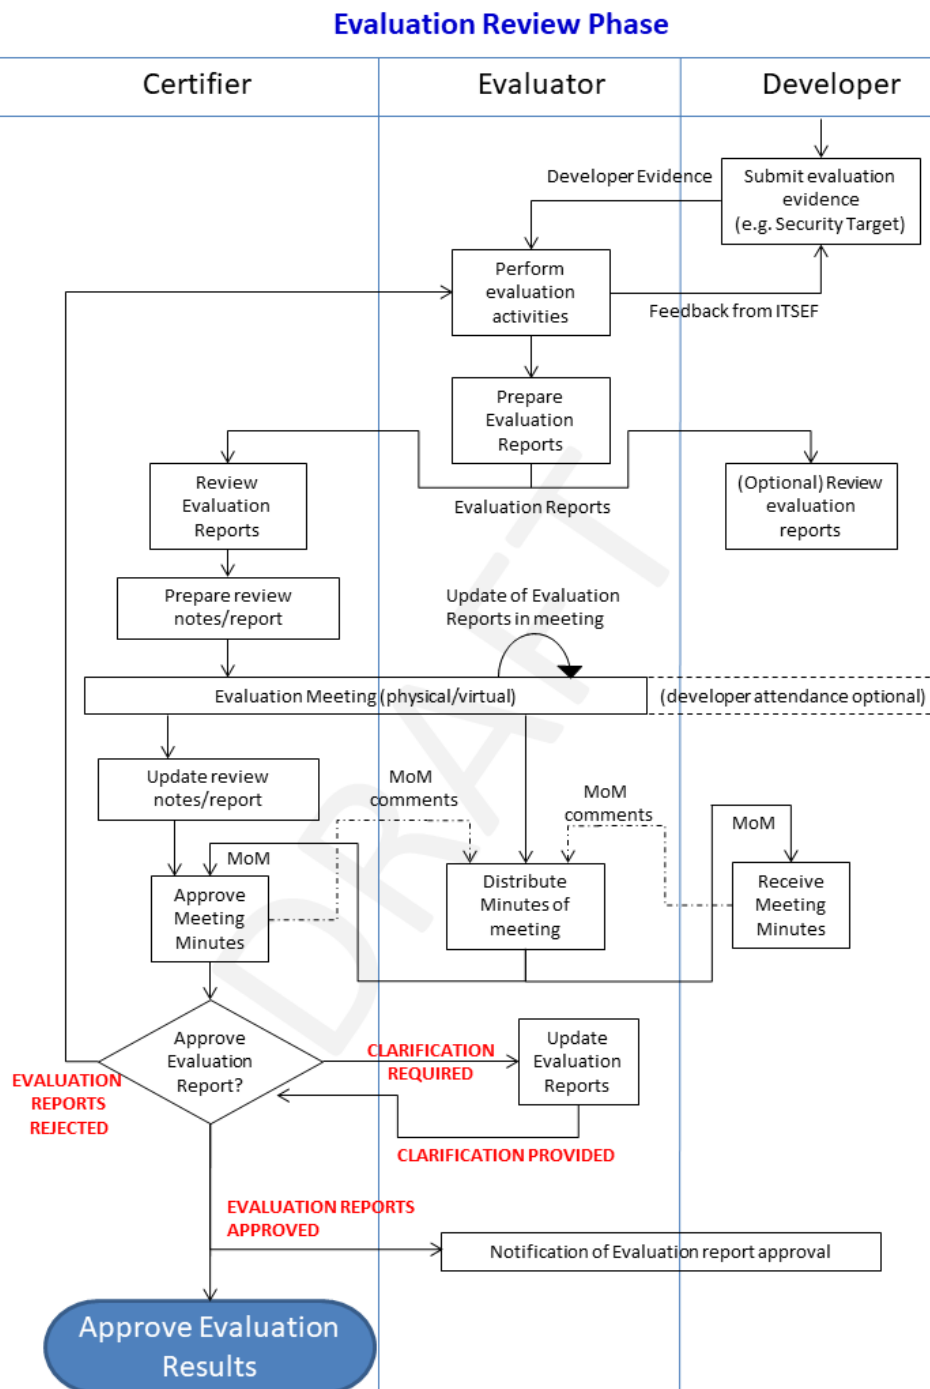 Evaluation Review Phase
Certifier
Evaluator
Developer
Developer Evidence
Submit evaluation
evidence
(e.g. Security Target)
Perform
evaluation
activities
Feedback from ITSEF
Prepare
Evaluation
Reports
Review
Evaluation
Reports
Evaluation Reports
(Optional) Review
evaluation
reports
Prepare review
notes/report
Update of Evaluation
Reports in meeting
Evaluation Meeting (physical/virtual)
(developer attendance optional)
Update review
notes/report
MoM
comments
MoM
comments
MoM
MoM
Approve
Meeting
Minutes
Distribute
Minutes of
meeting
Receive
Meeting
Minutes
Approve
Evaluation
Report?
CLARIFICATION
REQUIRED
Update
Evaluation
Reports
EVALUATION
REPORTS
REJECTED
CLARIFICATION PROVIDED
EVALUATION REPORTS
APPROVED
Notification of Evaluation report approval
Approve Evaluation
Results
DRAFT